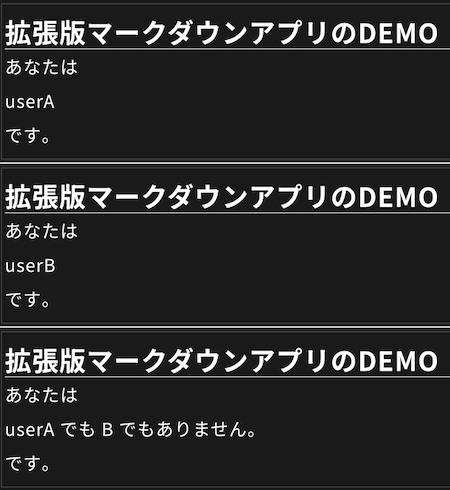 拡張版マークダウンアプリのDEMO
あなたは
userA
です。
拡張版マークダウンアプリのDEMO
あなたは
userB
です。
拡張版マークダウンアプリのDEMO
あなたは
userA でも B でもありません。
です。